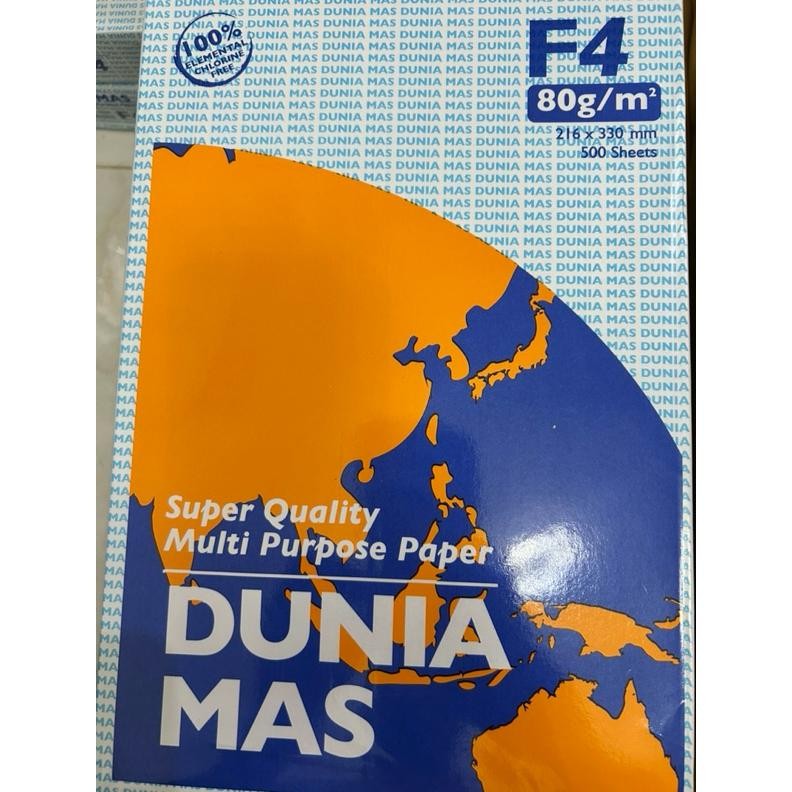 100%
ELEMENTAL
CHLORINE
FREE
F4
80g/m²
216 x 330 mm
500 Sheets
Super Quality
Multi Purpose Paper
DUNIA
MAS